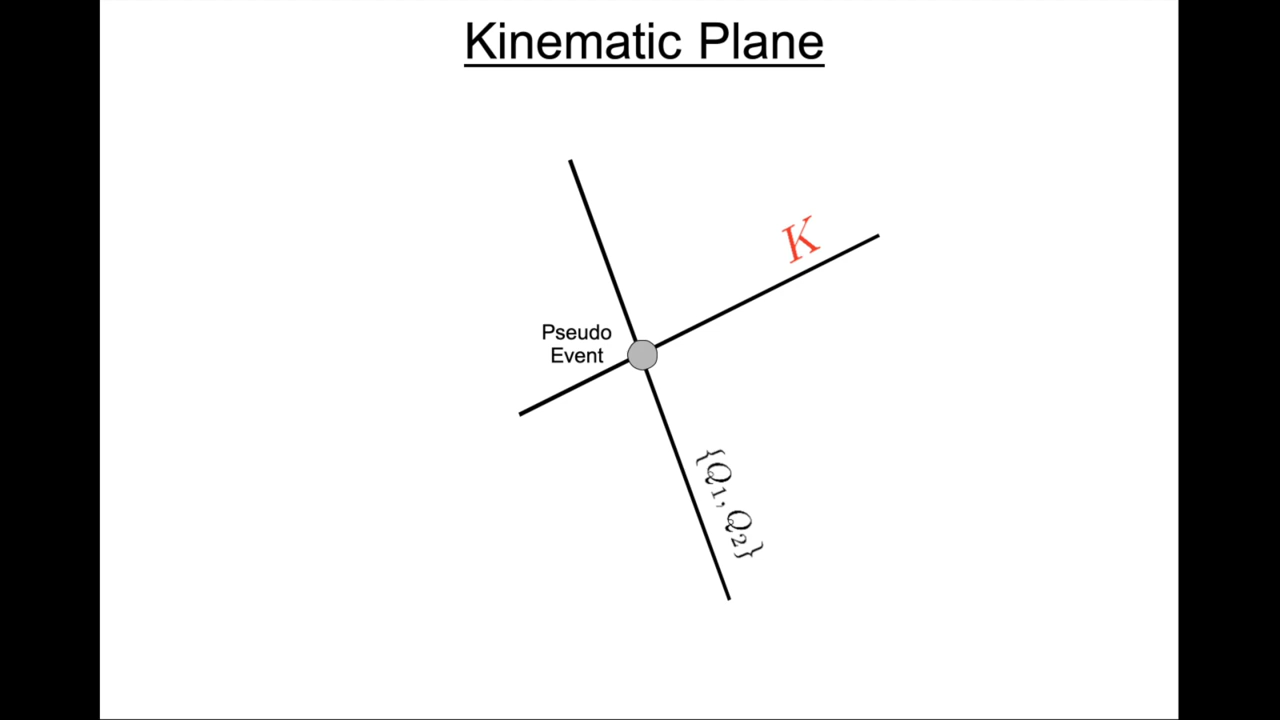 Kinematic Plane
K
Pseudo
Event
{Q₁, Q₂}